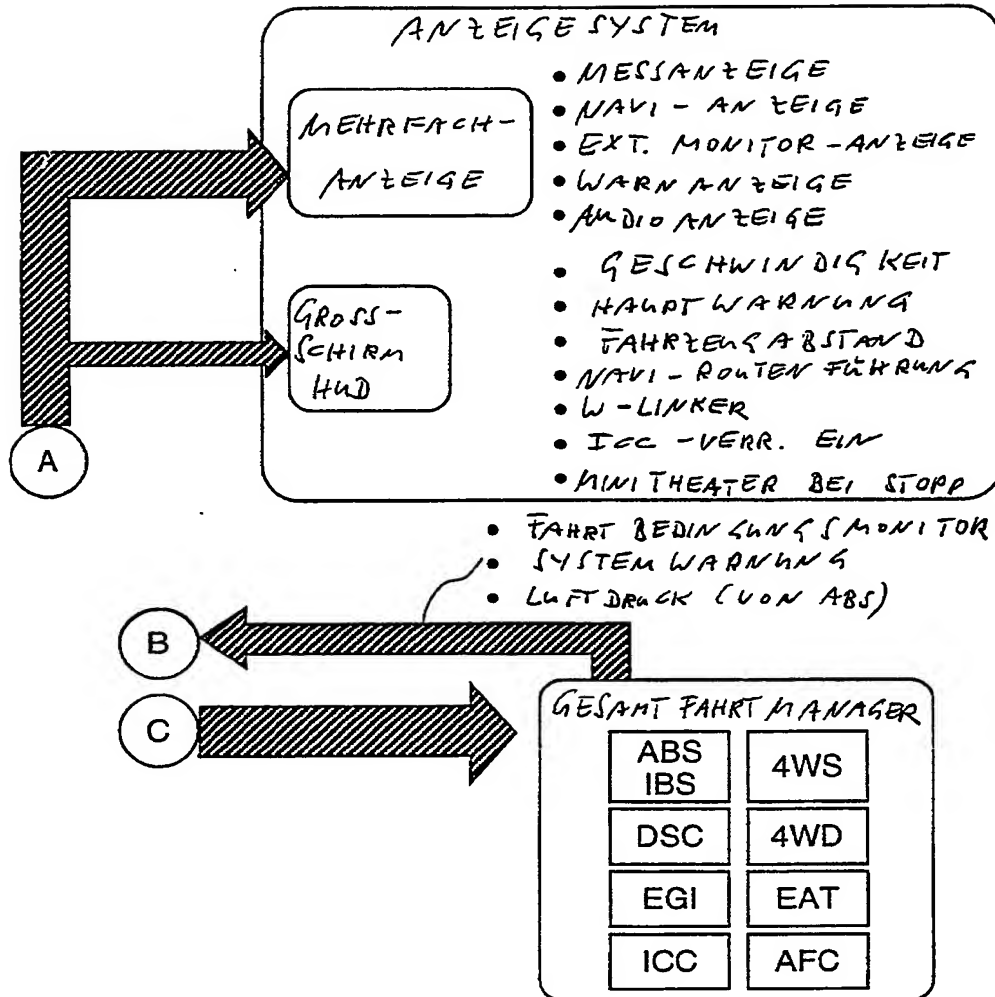 ANZEIGESYSTEM
MEHRFACH-
ANZEIGE
• MESSANZEIGE
• NAVI-ANZEIGE
• EXT. MONITOR-ANZEIGE
• WARNANZEIGE
• AUDIOANZEIGE
GROSS-
SCHIRM
HUD
• GESCHWINDIGKEIT
• HAUPTWARNUNG
• FAHRZEUGABSTAND
• NAVI-ROUTENFÜHRUNG
• W-LINKER
• ICC-VERR. EIN
• MINITHEATER BEI STOPP
A
• FAHRTBEDINGUNGSMONITOR
• SYSTEMWARNUNG
• LUFTDRUCK (VON ABS)
B
C
GESAMTFAHRTMANAGER
ABS
IBS
4WS
DSC
4WD
EGI
EAT
ICC
AFC